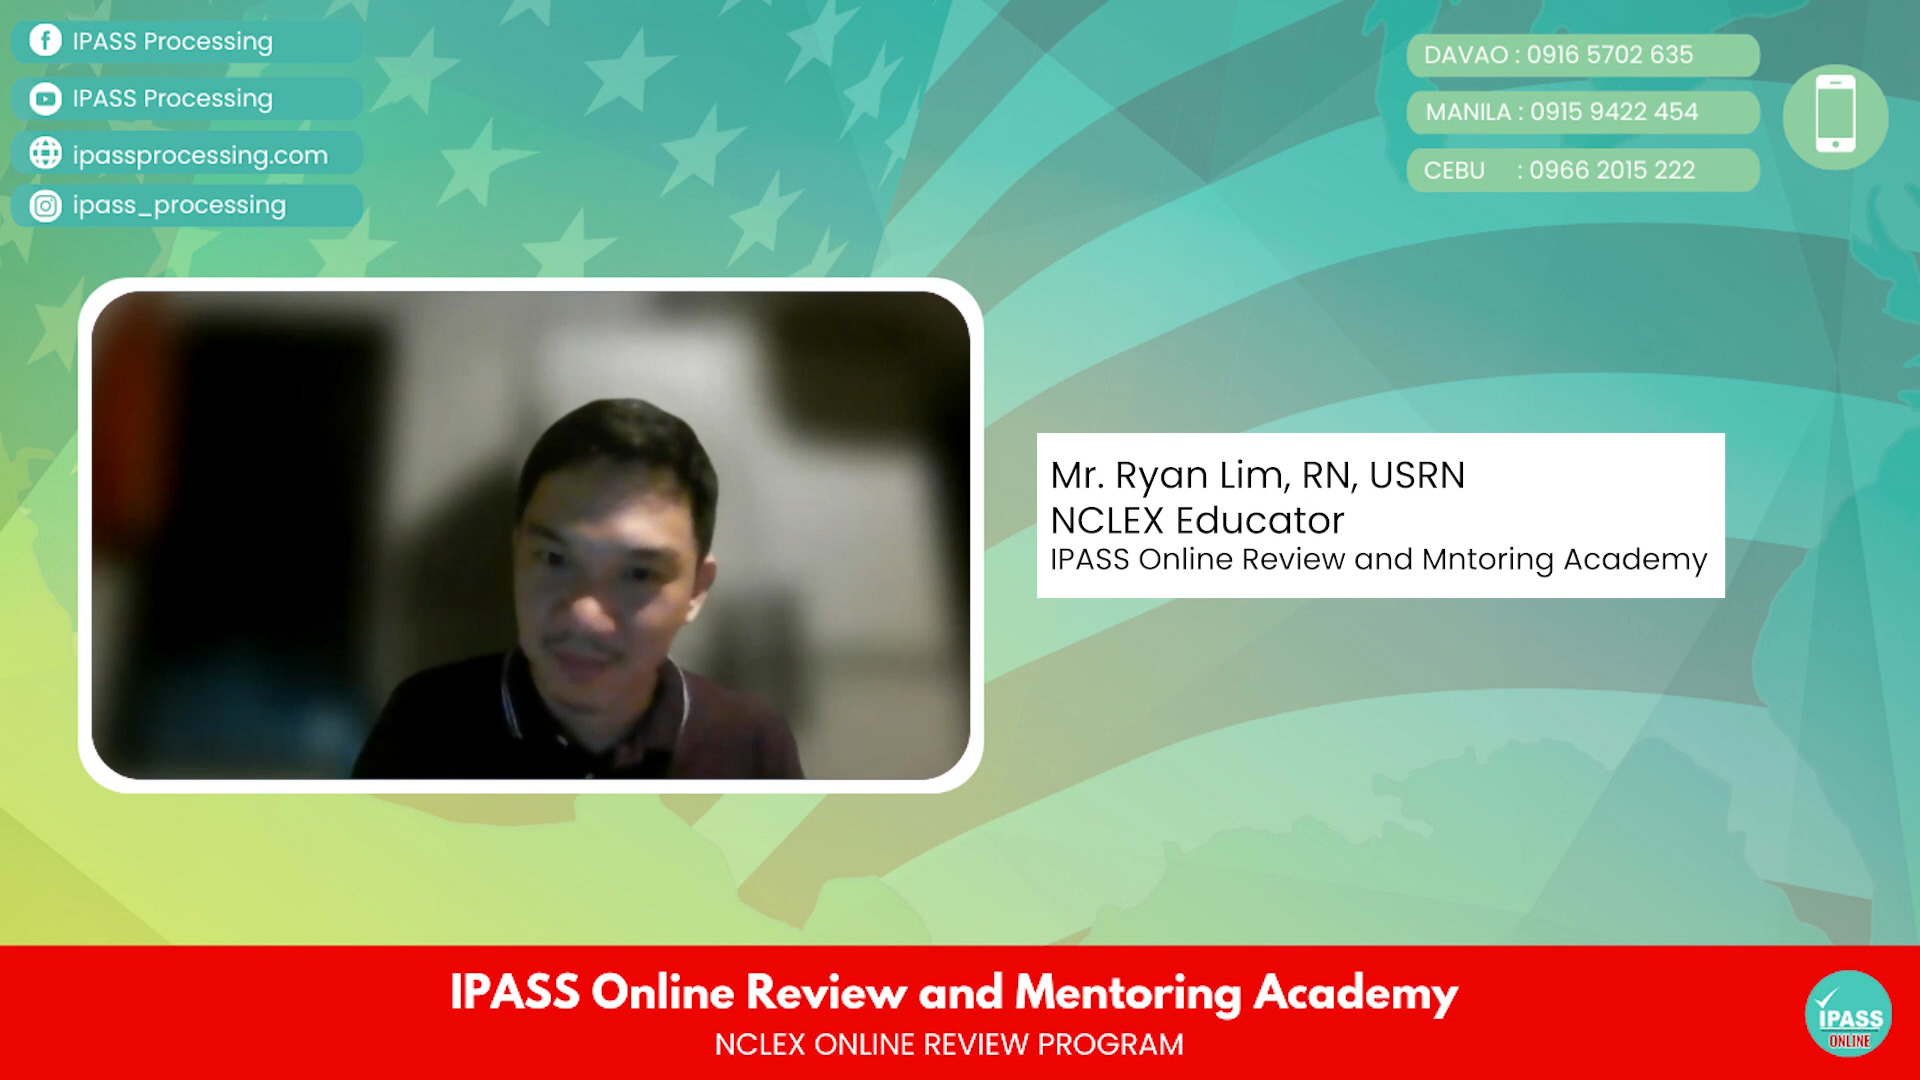 IPASS Processing
IPASS Processing
ipassprocessing.com
ipass_processing
DAVAO : 0916 5702 635
MANILA : 0915 9422 454
CEBU : 0966 2015 222
Mr. Ryan Lim, RN, USRN
NCLEX Educator
IPASS Online Review and Mntoring Academy
IPASS Online Review and Mentoring Academy
NCLEX ONLINE REVIEW PROGRAM
IPASS
ONLINE